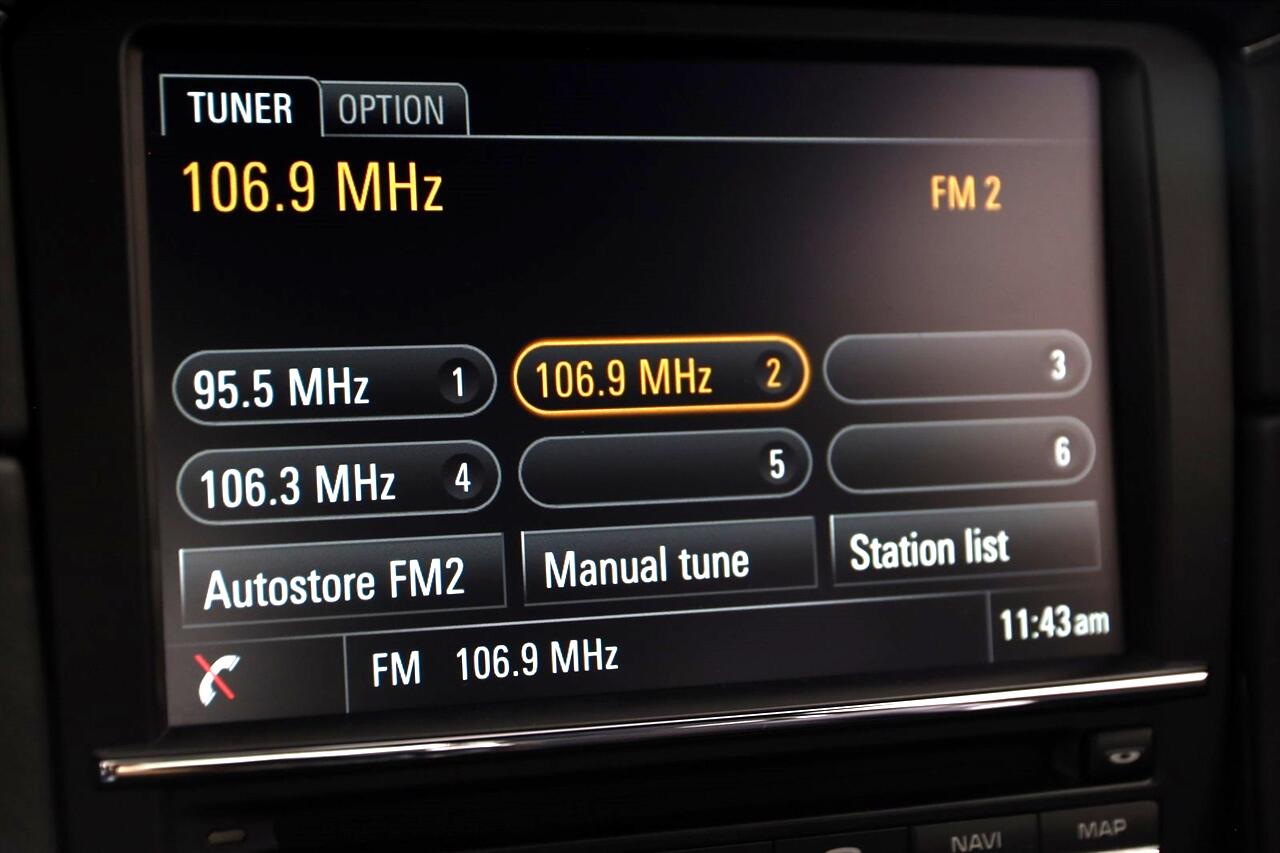 TUNER OPTION
106.9 MHz FM 2
95.5 MHz 1 106.9 MHz 2 3
106.3 MHz 4 5 6
Autostore FM2 Manual tune Station list
FM 106.9 MHz 11:43am
NAVI MAP